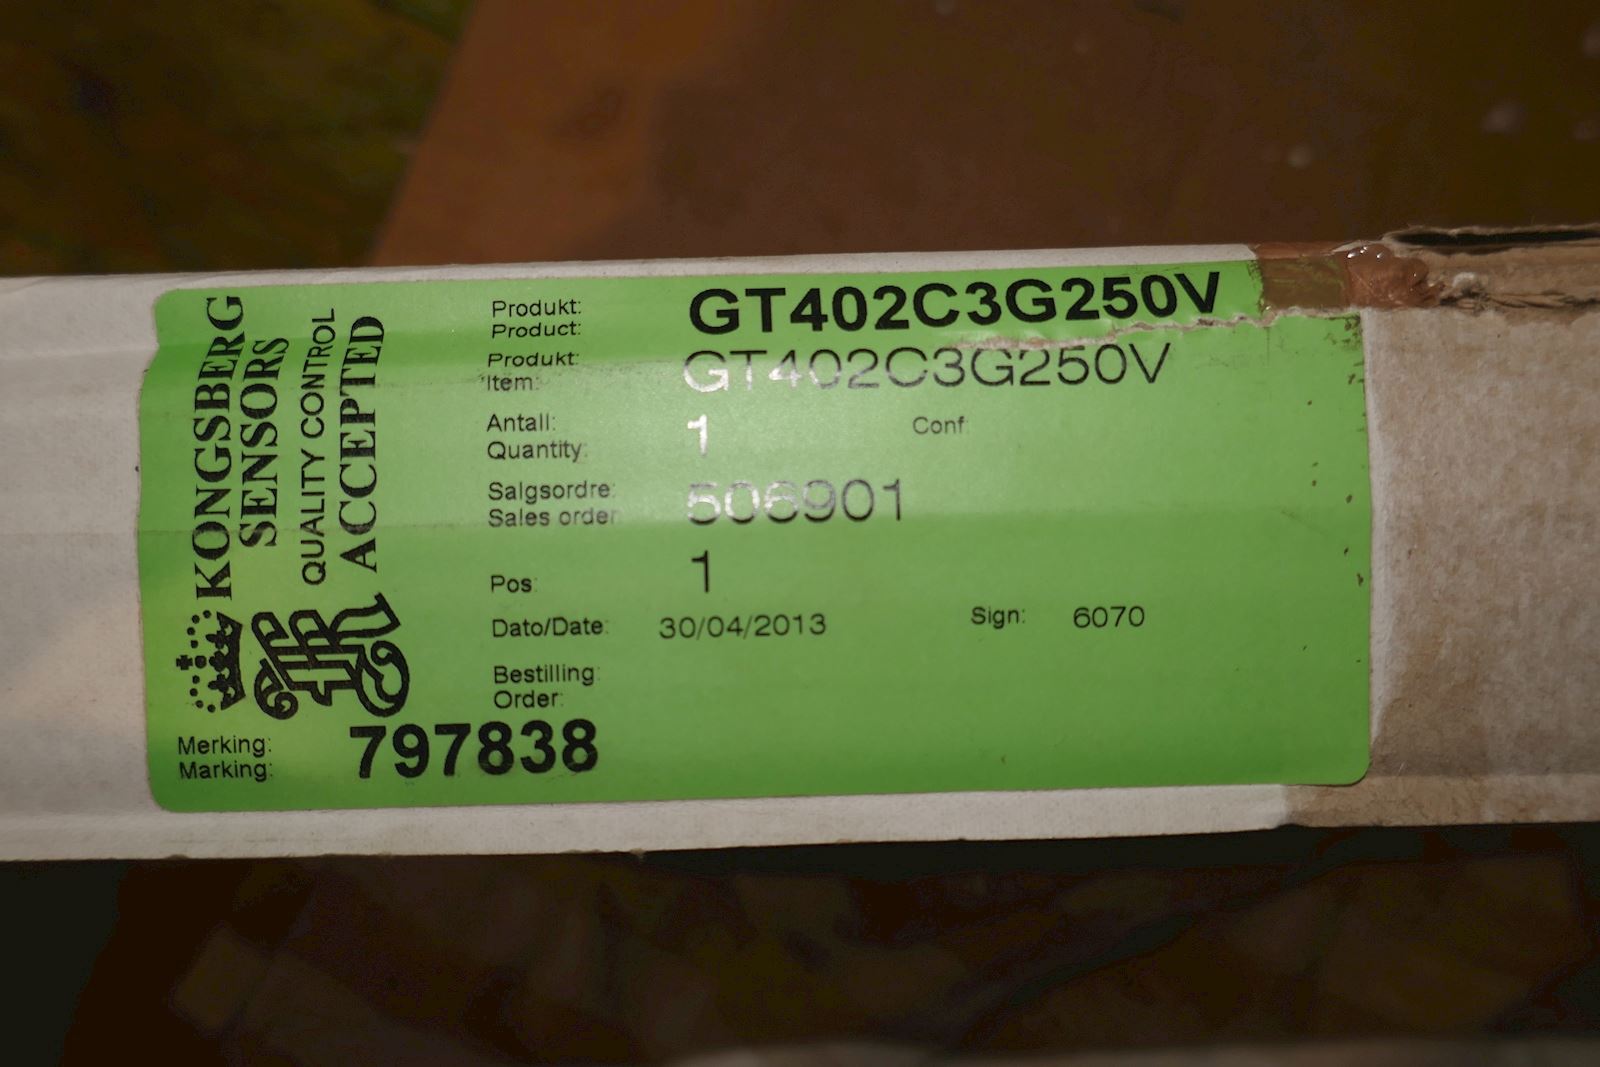 KONGSBERG
SENSORS
QUALITY CONTROL
ACCEPTED
Produkt: GT402C3G250V
Product:
Produkt: GT402C3G250V
Item:
Antall: 1 Conf:
Quantity:
Salgsordre: 506901
Sales order
Pos: 1
Dato/Date: 30/04/2013 Sign: 6070
Bestilling:
Order:
Merking: 797838
Marking: